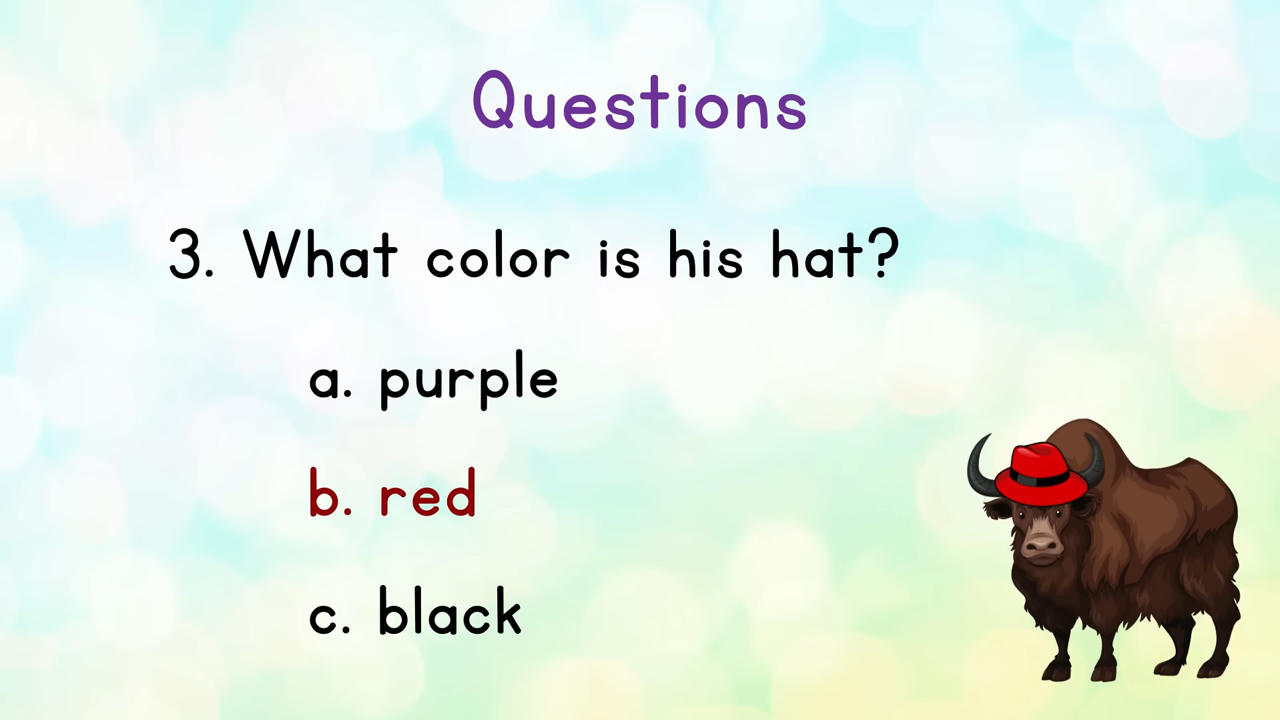 Questions
3. What color is his hat?
a. purple
b. red
c. black